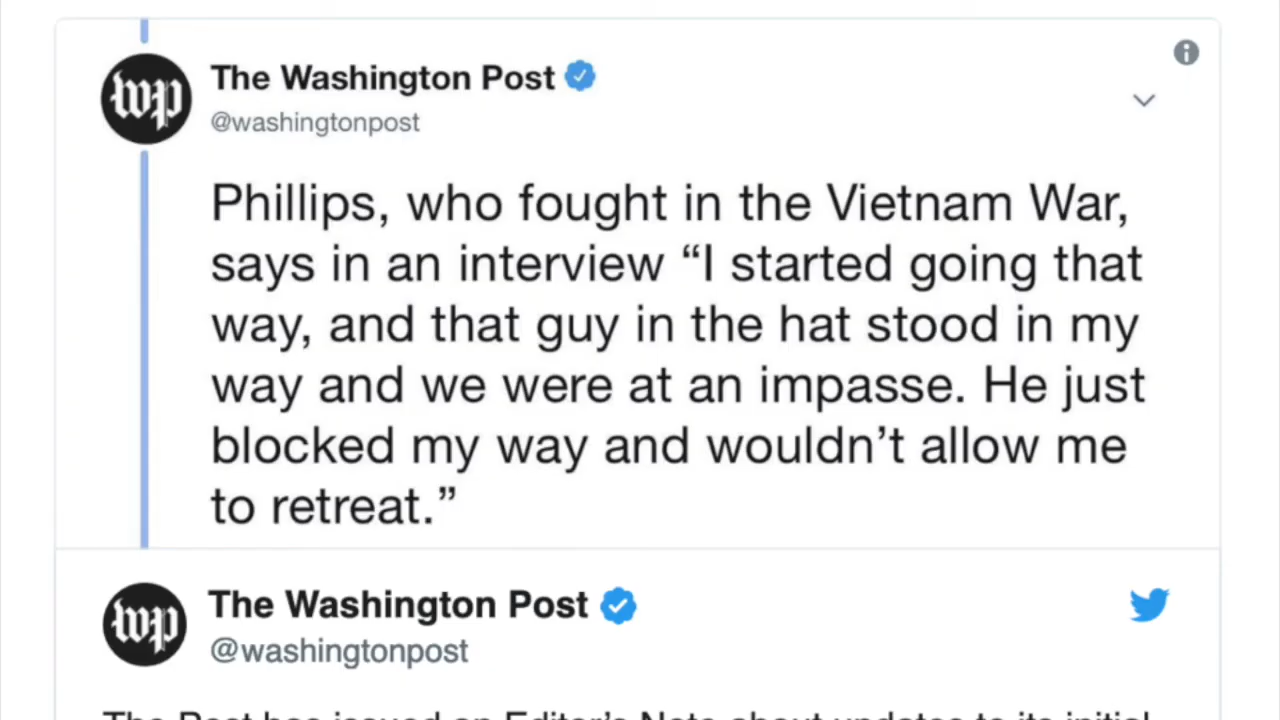 The Washington Post
@washingtonpost
Phillips, who fought in the Vietnam War,
says in an interview “I started going that
way, and that guy in the hat stood in my
way and we were at an impasse. He just
blocked my way and wouldn’t allow me
to retreat.”
The Washington Post
@washingtonpost
The Post has issued an Editor’s Note about updates to its initial